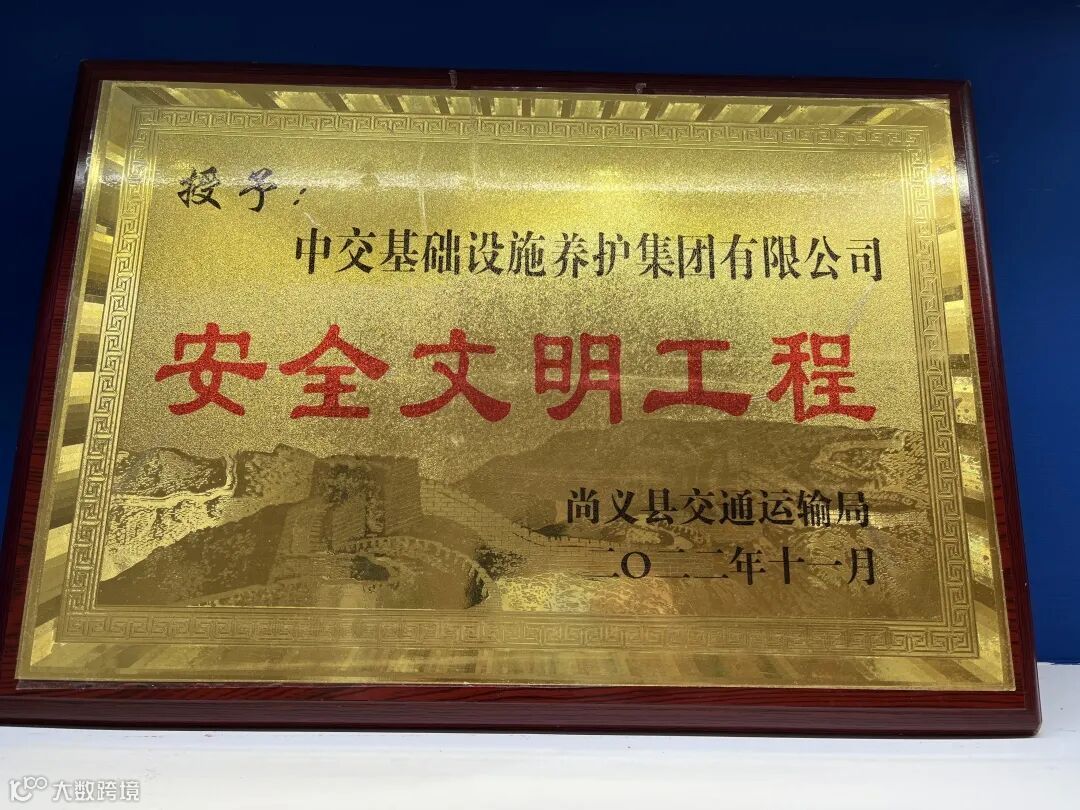 授予：
中交基础设施养护集团有限公司
安全文明工程
尚义县交通运输局
二〇二二年十一月
大数跨境